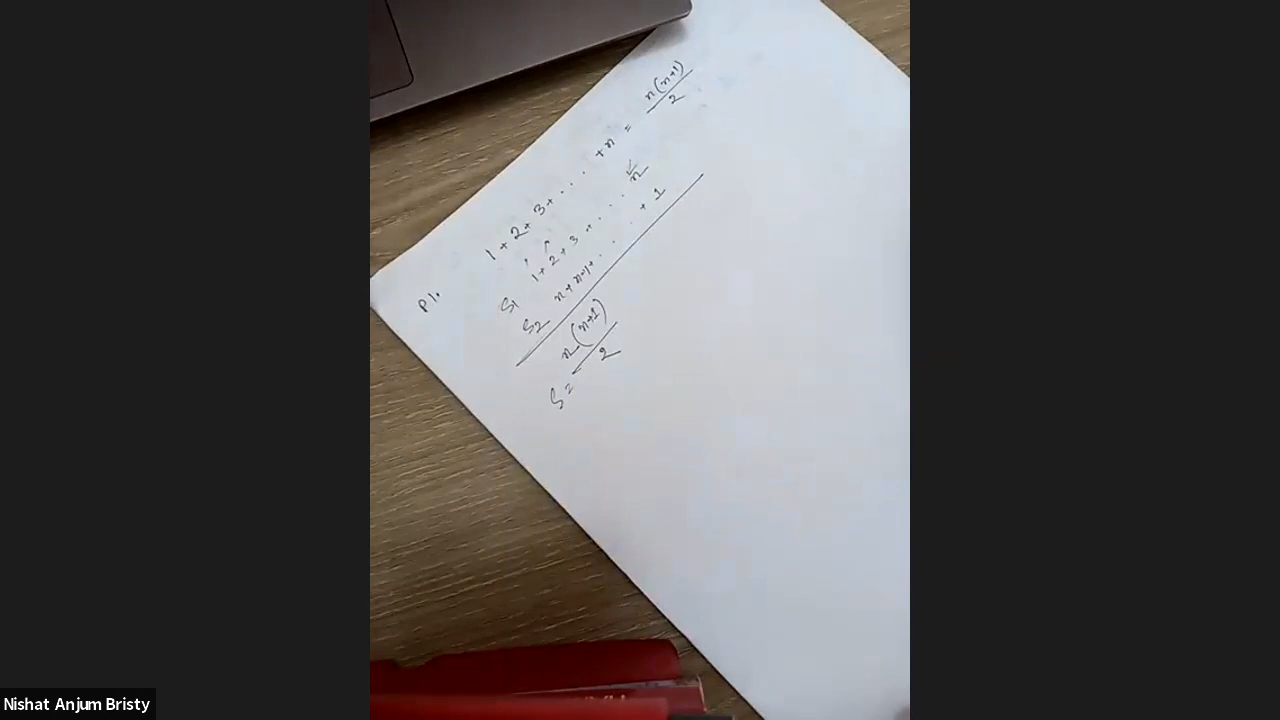 P1.
1 + 2 + 3 + . . . . + n = n(n+1)/2
S1 1 + 2 + 3 + . . . . n
S2 n + n-1 + . . . . + 1
S = n(n+1)/2
Nishat Anjum Bristy